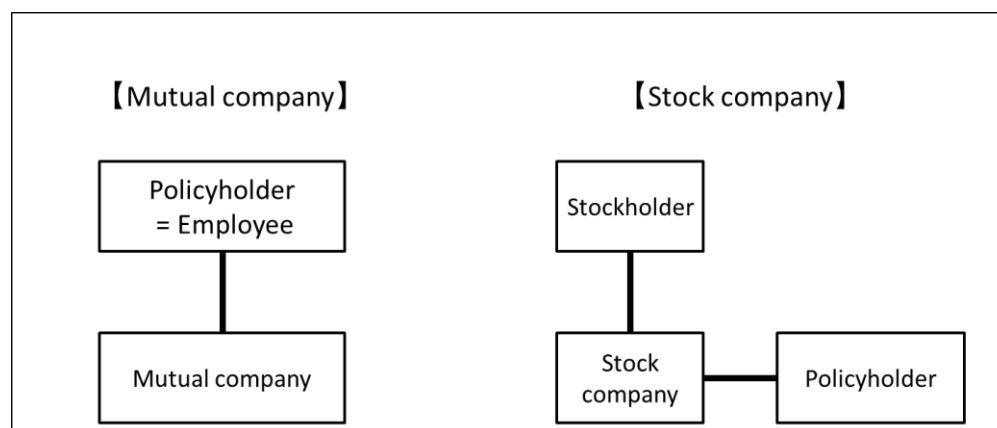 【Mutual company】
【Stock company】
Policyholder
= Employee
Stockholder
Mutual company
Stock
company
Policyholder